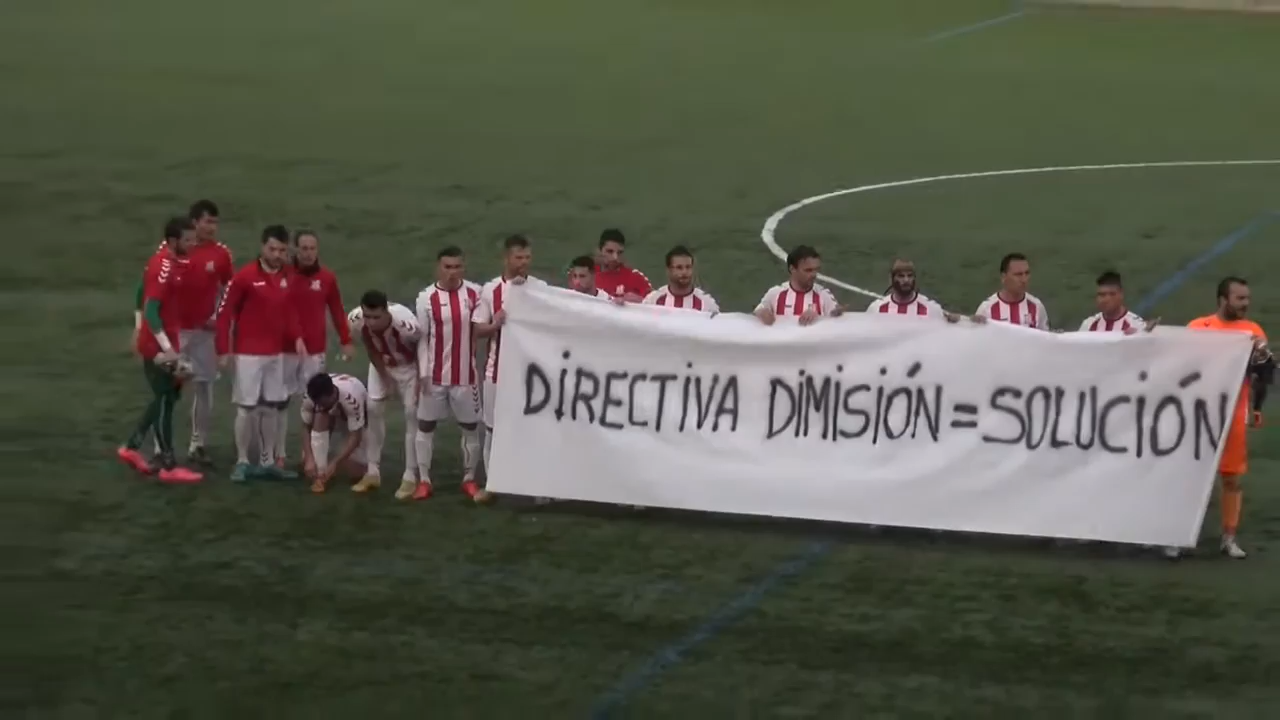 DIRECTIVA DIMISIÓN = SOLUCIÓN